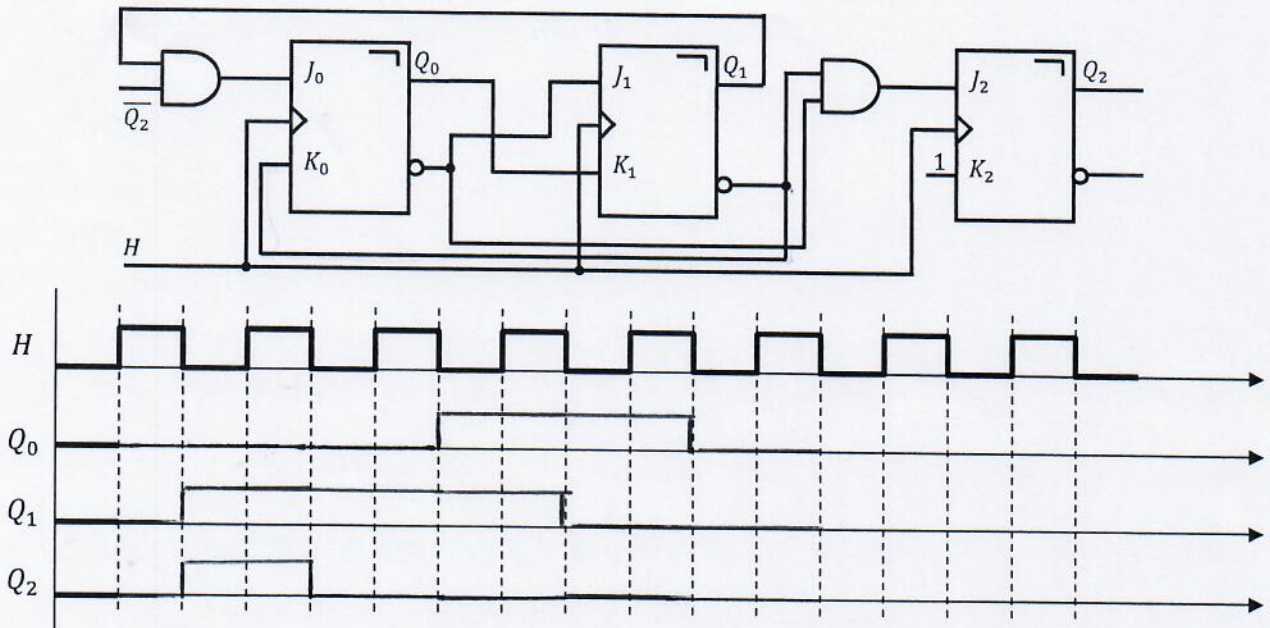 J₀ Q₀ J₁ Q₁ J₂ Q₂
Q̅₂
K₀ K₁ 1 K₂
H
H
Q₀
Q₁
Q₂